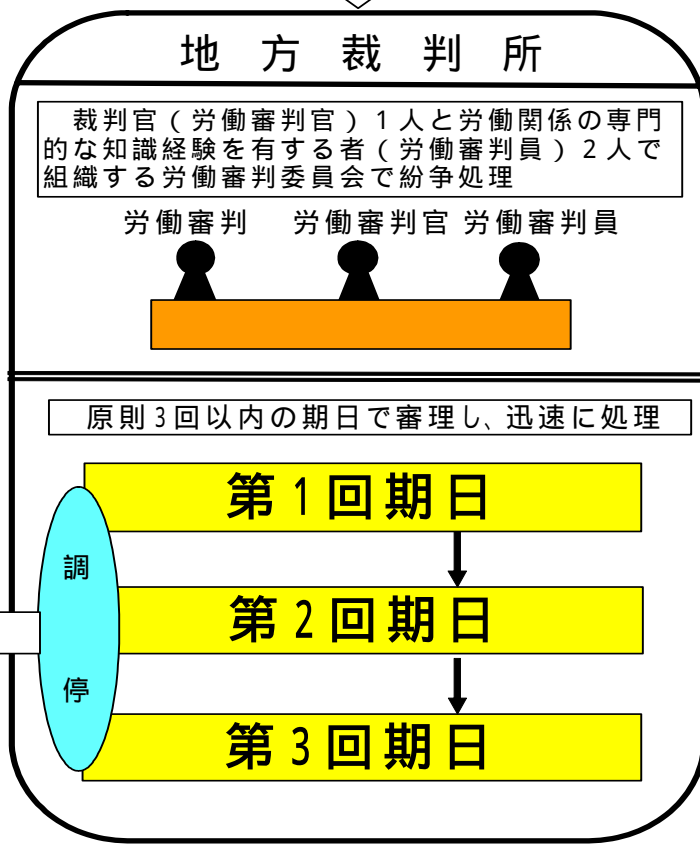 地方裁判所
裁判官(労働審判官)1人と労働関係の専門
的な知識経験を有する者(労働審判員)2人で
組織する労働審判委員会で紛争処理
労働審判 労働審判官 労働審判員
原則3回以内の期日で審理し、迅速に処理
第1回期日
調停
第2回期日
第3回期日